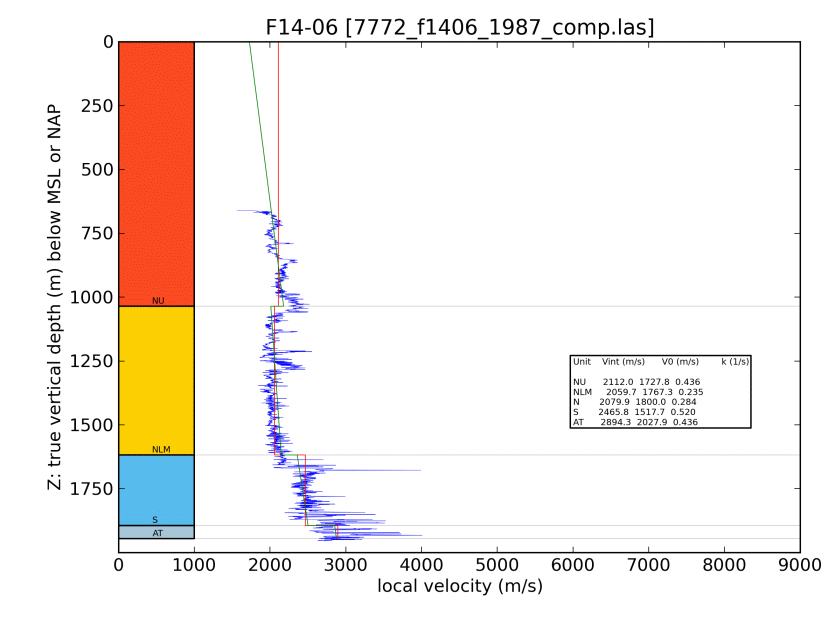 F14-06 [7772_f1406_1987_comp.las]
Z: true vertical depth (m) below MSL or NAP
0
250
500
750
1000
1250
1500
1750
NU
NLM
S
AT
Unit Vint (m/s) V0 (m/s) k (1/s)
NU 2112.0 1727.8 0.436
NLM 2059.7 1767.3 0.235
N 2079.9 1800.0 0.284
S 2465.8 1517.7 0.520
AT 2894.3 2027.9 0.436
0 1000 2000 3000 4000 5000 6000 7000 8000 9000
local velocity (m/s)